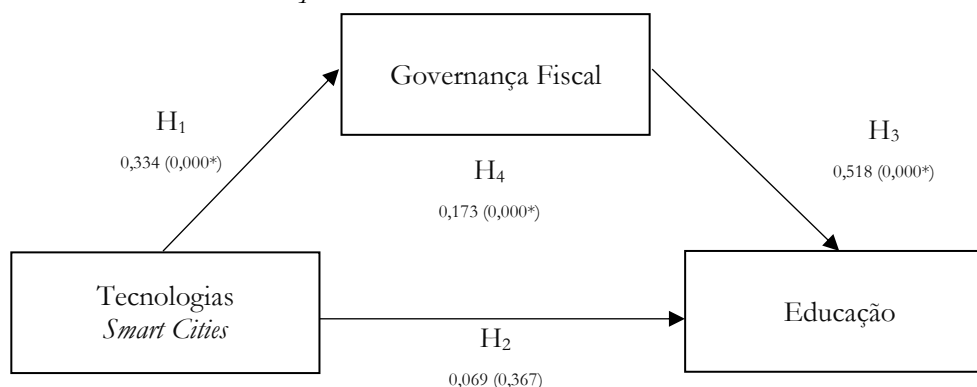 Governança Fiscal
H₁
0,334 (0,000*)
H₃
0,518 (0,000*)
H₄
0,173 (0,000*)
Tecnologias
Smart Cities
Educação
H₂
0,069 (0,367)